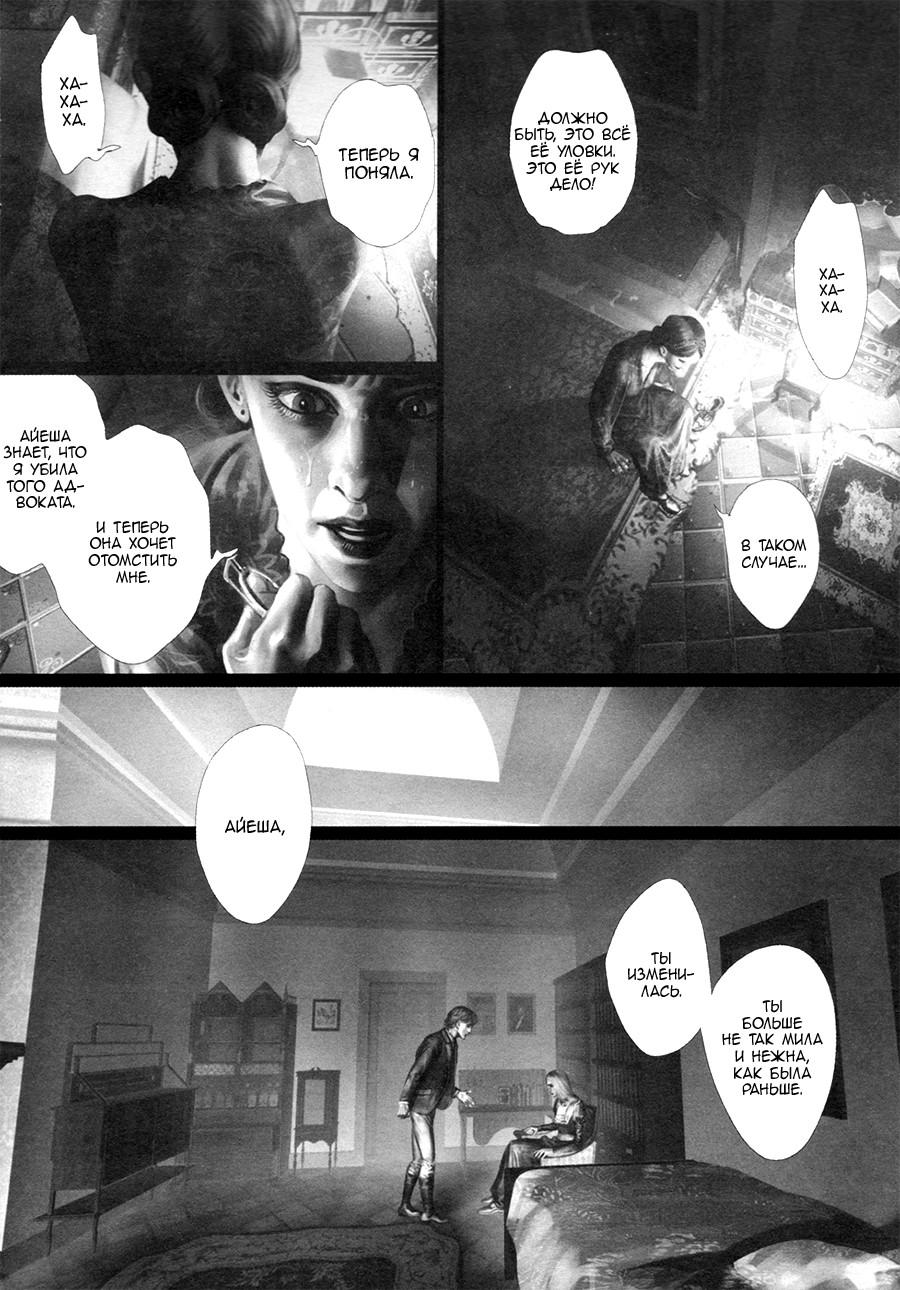 ХА-
ХА-
ХА.
ТЕПЕРЬ Я
ПОНЯЛА.
АЙЕША
ЗНАЕТ, ЧТО
Я УБИЛА
ТОГО АД-
ВОКАТА.
И ТЕПЕРЬ
ОНА ХОЧЕТ
ОТОМСТИТЬ
МНЕ.
ДОЛЖНО
БЫТЬ, ЭТО ВСЁ
ЕЁ УЛОВКИ.
ЭТО ЕЁ РУК
ДЕЛО!
ХА-
ХА-
ХА.
В ТАКОМ
СЛУЧАЕ...
АЙЕША,
ТЫ
ИЗМЕНИ-
ЛАСЬ.
ТЫ
БОЛЬШЕ
НЕ ТАК МИЛА
И НЕЖНА,
КАК БЫЛА
РАНЬШЕ.